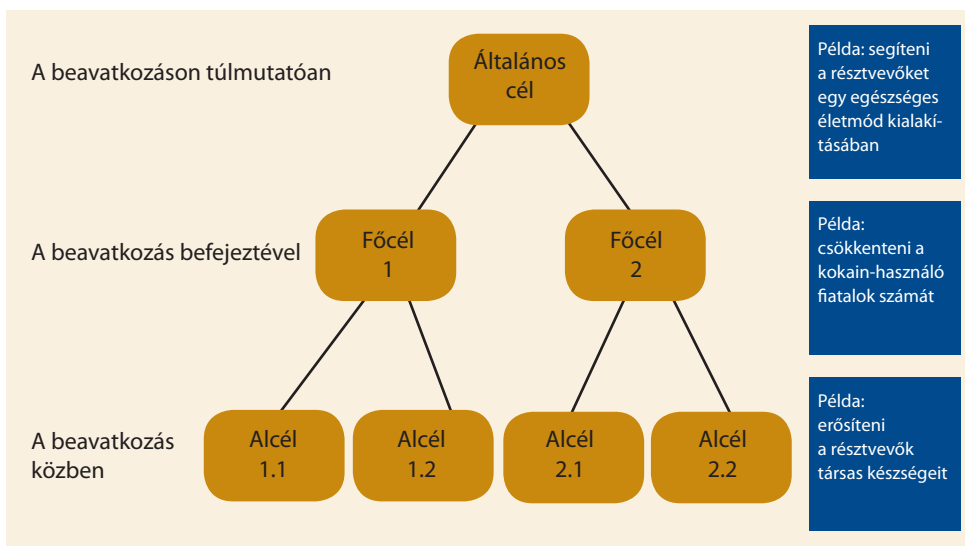 A beavatkozáson túlmutatóan
Általános
cél
Példa: segíteni
a résztvevőket
egy egészséges
életmód kialakí-
tásában
A beavatkozás befejeztével
Főcél
1
Főcél
2
Példa:
csökkenteni a
kokain-használó
fiatalok számát
A beavatkozás
közben
Alcél
1.1
Alcél
1.2
Alcél
2.1
Alcél
2.2
Példa:
erősíteni
a résztvevők
társas készségeit